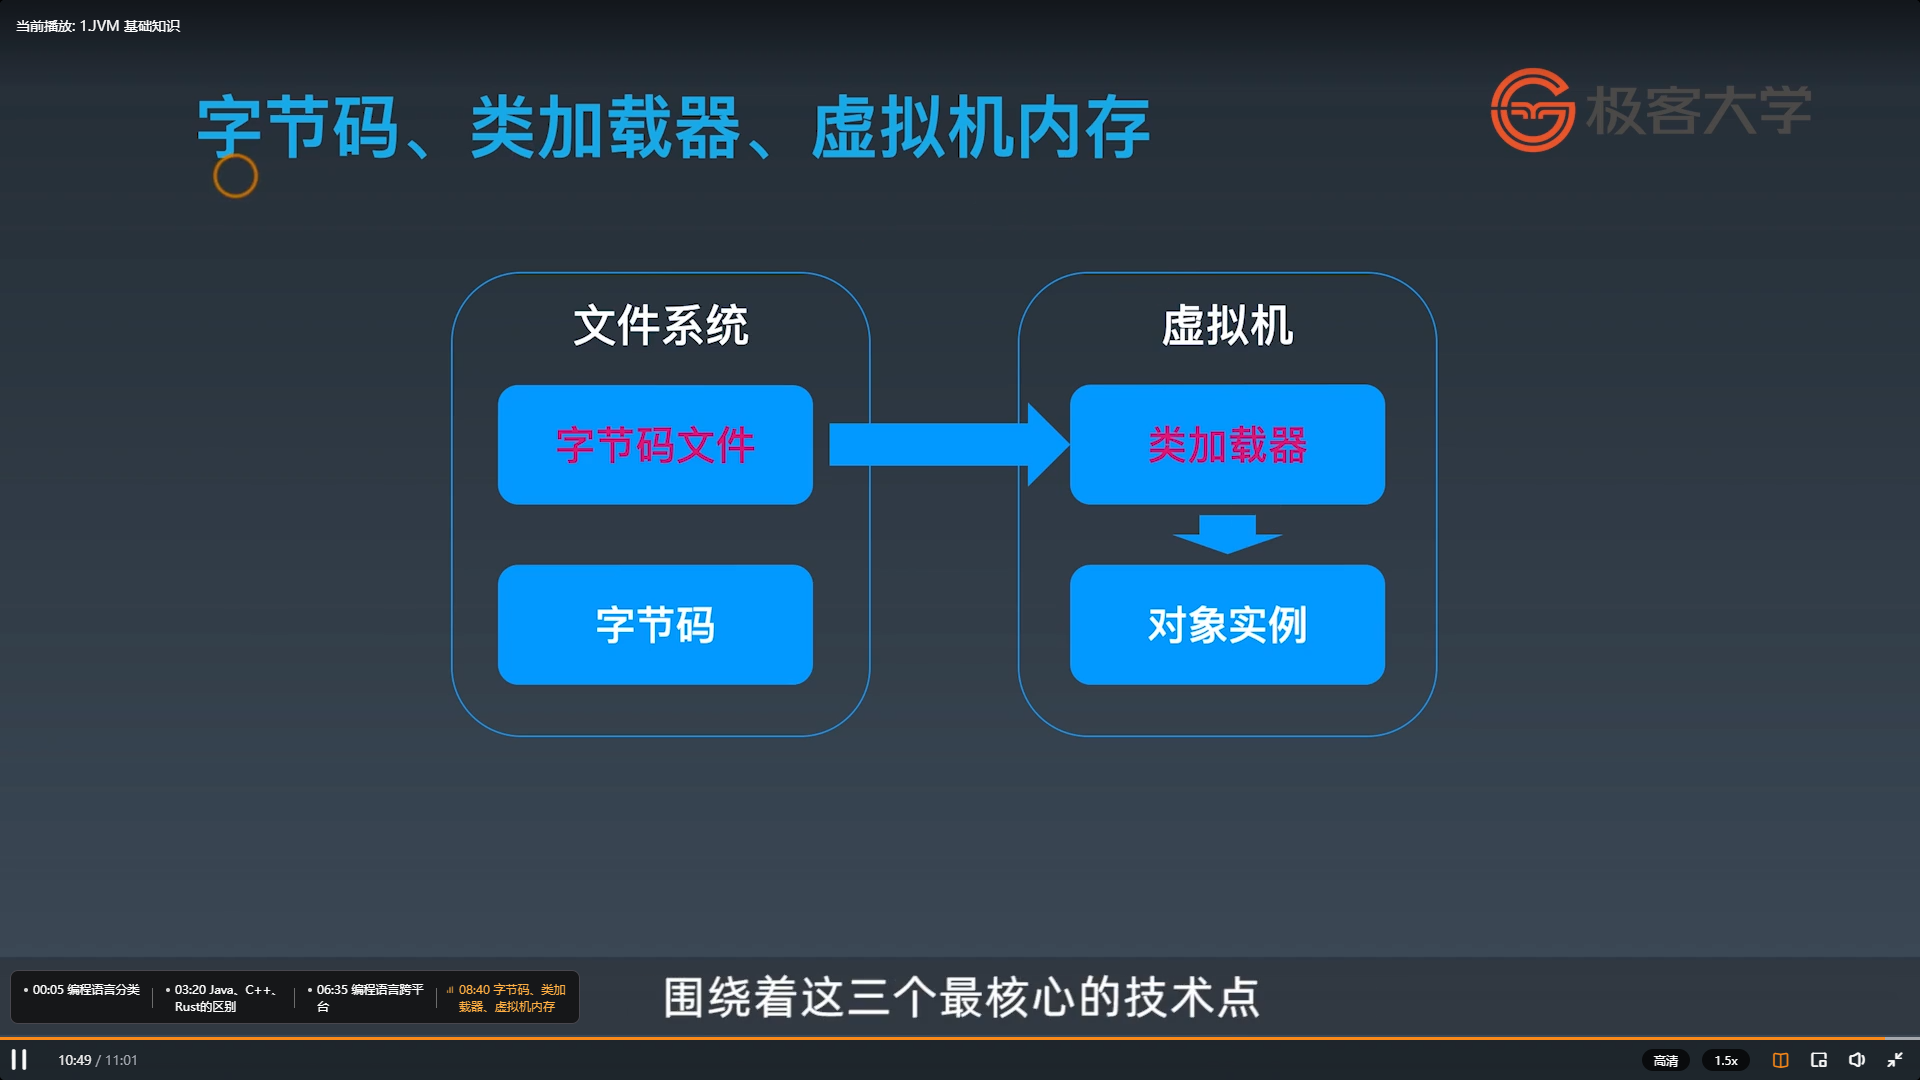 当前播放: 1.JVM 基础知识
字节码、类加载器、虚拟机内存
极客大学
文件系统
虚拟机
字节码文件
类加载器
字节码
对象实例
00:05 编程语言分类
03:20 Java、C++、
Rust的区别
06:35 编程语言跨平
台
08:40 字节码、类加
载器、虚拟机内存
围绕着这三个最核心的技术点
10:49 / 11:01
高清
1.5x